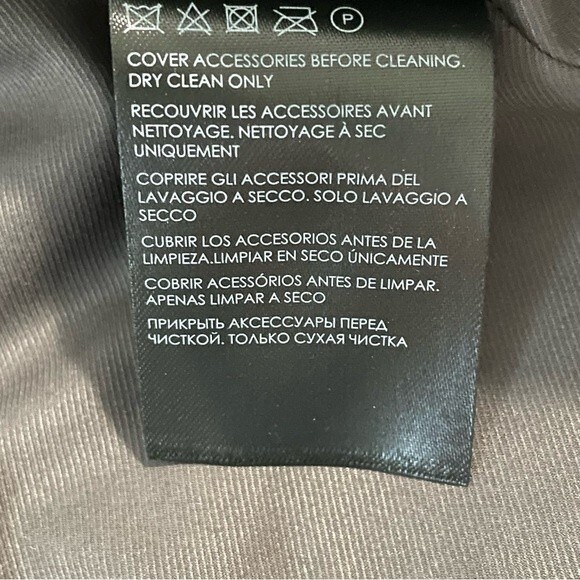 P
COVER ACCESSORIES BEFORE CLEANING.
DRY CLEAN ONLY
RECOUVRIR LES ACCESSOIRES AVANT
NETTOYAGE. NETTOYAGE À SEC
UNIQUEMENT
COPRIRE GLI ACCESSORI PRIMA DEL
LAVAGGIO A SECCO. SOLO LAVAGGIO A
SECCO
CUBRIR LOS ACCESORIOS ANTES DE LA
LIMPIEZA.LIMPIAR EN SECO ÚNICAMENTE
COBRIR ACESSÓRIOS ANTES DE LIMPAR.
APENAS LIMPAR A SECO
ПРИКРЫТЬ АКСЕССУАРЫ ПЕРЕД
ЧИСТКОЙ. ТОЛЬКО СУХАЯ ЧИСТКА